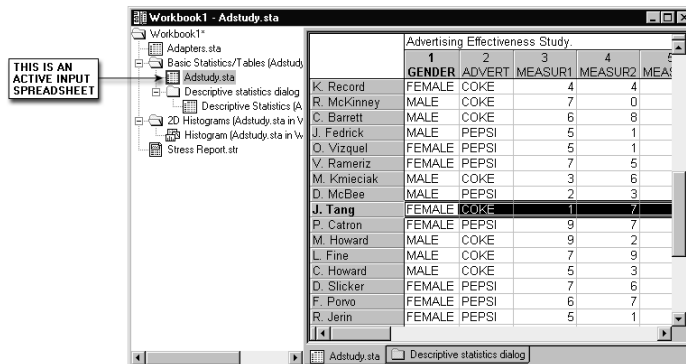 Workbook1 - Adstudy.sta
THIS IS AN
ACTIVE INPUT
SPREADSHEET
Workbook1*
Adapters.sta
Basic Statistics/Tables (Adstudy
Adstudy.sta
Descriptive statistics dialog
Descriptive Statistics (A
2D Histograms (Adstudy.sta in W
Histogram (Adstudy.sta in W
Stress Report.str
Advertising Effectiveness Study.
1 2 3 4 5
GENDER ADVERT MEASUR1 MEASUR2 MEAS
K. Record FEMALE COKE 4 4
R. McKinney MALE COKE 7 0
C. Barrett MALE COKE 6 8
J. Fedrick MALE PEPSI 5 1
O. Vizquel FEMALE PEPSI 5 1
V. Rameriz FEMALE PEPSI 7 5
M. Kmieciak MALE COKE 3 6
D. McBee MALE PEPSI 2 3
J. Tang FEMALE COKE 1 7
P. Catron FEMALE PEPSI 9 7
M. Howard MALE COKE 9 2
L. Fine MALE COKE 7 9
C. Howard MALE COKE 5 3
D. Slicker FEMALE PEPSI 7 6
F. Porvo FEMALE PEPSI 6 7
R. Jerin FEMALE PEPSI 5 1
Adstudy.sta Descriptive statistics dialog